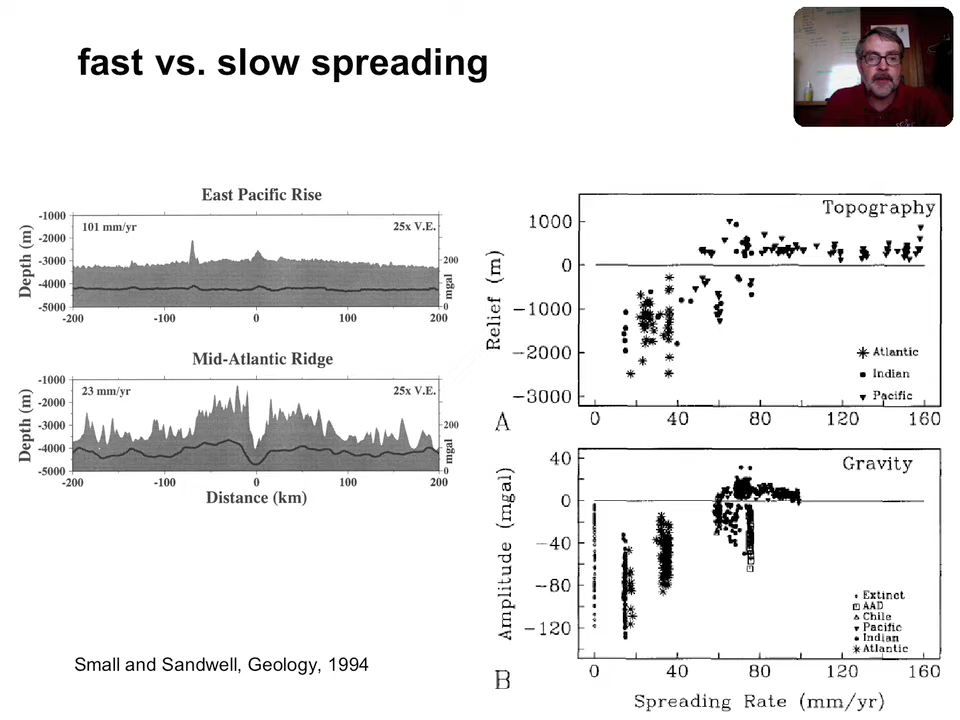 fast vs. slow spreading
East Pacific Rise
101 mm/yr
25x V.E.
Depth (m)
-1000
-2000
-3000
-4000
-5000
200
0
mgal
-200
-100
0
100
200
Mid-Atlantic Ridge
23 mm/yr
25x V.E.
Depth (m)
-1000
-2000
-3000
-4000
-5000
200
0
mgal
-200
-100
0
100
200
Distance (km)
Small and Sandwell, Geology, 1994
Topography
Relief (m)
1000
0
-1000
-2000
-3000
Atlantic
Indian
Pacific
0
40
80
120
160
A
Gravity
Amplitude (mgal)
40
0
-40
-80
-120
Extinct
AAD
Chile
Pacific
Indian
Atlantic
0
40
80
120
160
B
Spreading Rate (mm/yr)